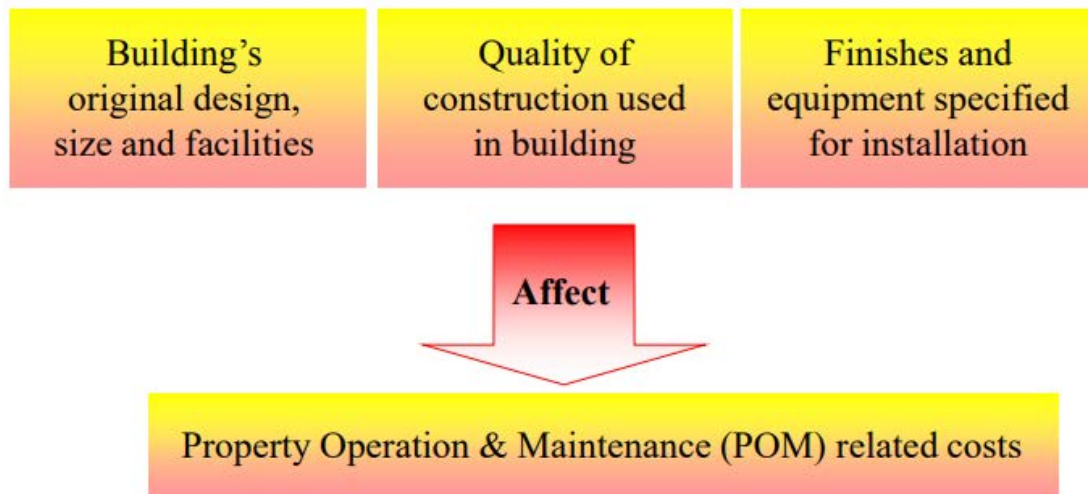 Building’s
original design,
size and facilities
Quality of
construction used
in building
Finishes and
equipment specified
for installation
Affect
Property Operation & Maintenance (POM) related costs